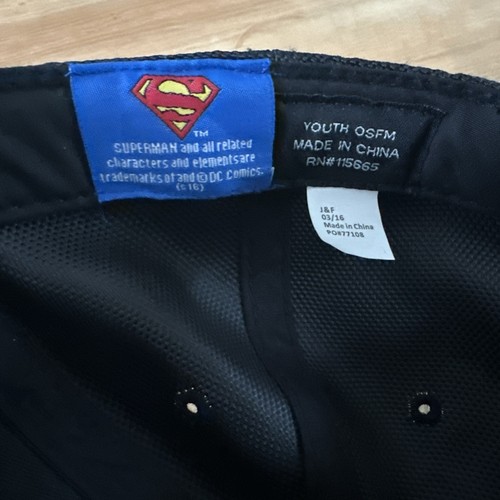 S
TM
SUPERMAN and all related
characters and elements are
trademarks of and © DC Comics.
(s16)
YOUTH OSFM
MADE IN CHINA
RN#115665
J&F
03/16
Made in China
PO#77108